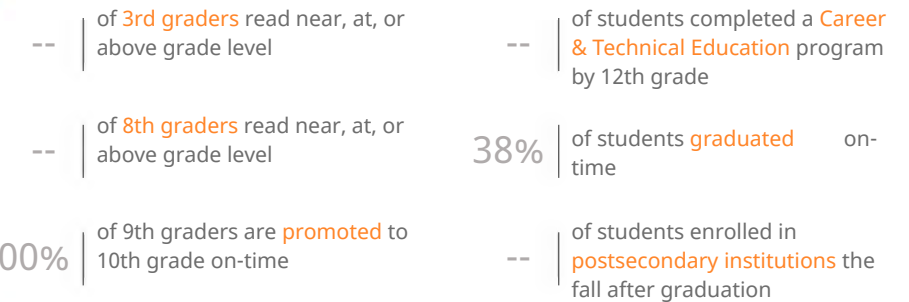 --
of 3rd graders read near, at, or
above grade level
--
of 8th graders read near, at, or
above grade level
00%
of 9th graders are promoted to
10th grade on-time
--
of students completed a Career
& Technical Education program
by 12th grade
38%
of students graduated on-
time
--
of students enrolled in
postsecondary institutions the
fall after graduation